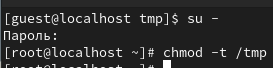 [guest@localhost tmp]$ su -
Пароль:
[root@localhost ~]# chmod -t /tmp
[root@localhost ~]#